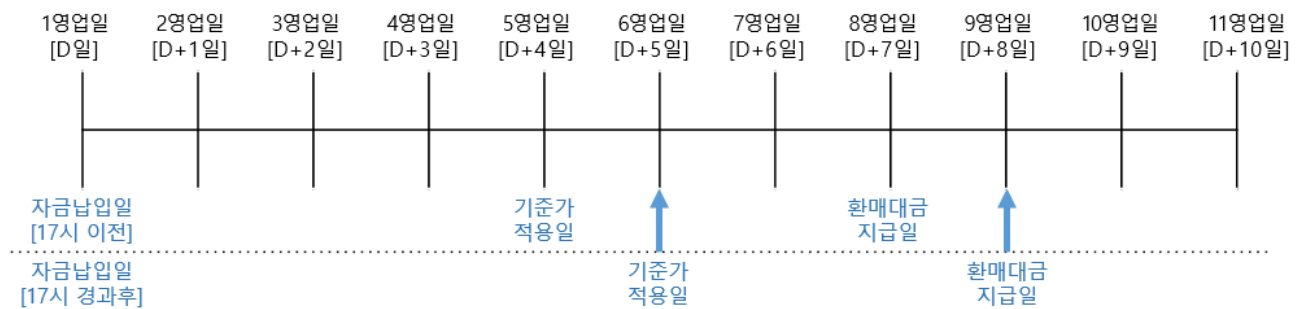 1영업일 2영업일 3영업일 4영업일 5영업일 6영업일 7영업일 8영업일 9영업일 10영업일 11영업일
[D일] [D+1일] [D+2일] [D+3일] [D+4일] [D+5일] [D+6일] [D+7일] [D+8일] [D+9일] [D+10일]
자금납입일 기준가 환매대금
[17시 이전] 적용일 지급일
자금납입일 기준가 환매대금
[17시 경과후] 적용일 지급일